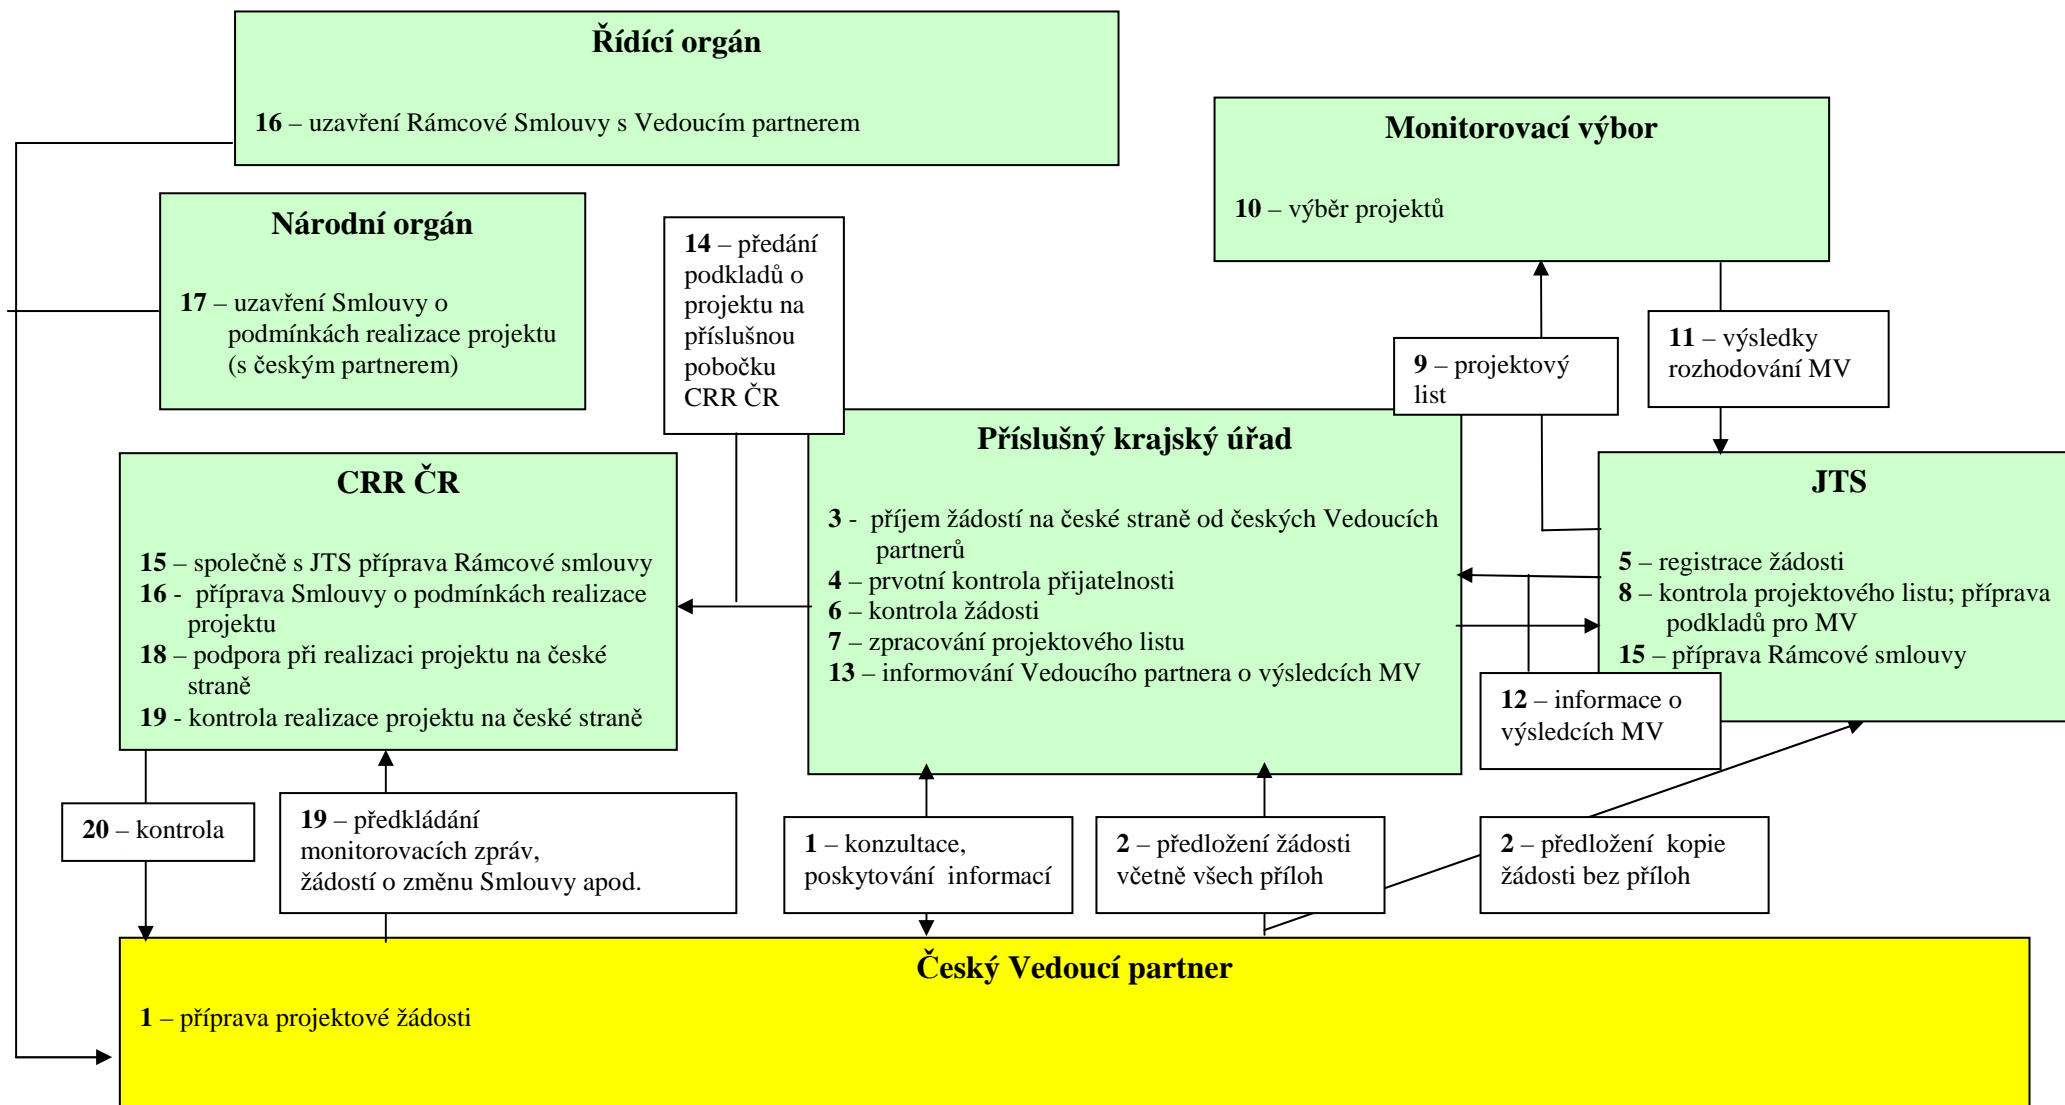 Řídící orgán
16 – uzavření Rámcové Smlouvy s Vedoucím partnerem
Monitorovací výbor
10 – výběr projektů
Národní orgán
17 – uzavření Smlouvy o
podmínkách realizace projektu
(s českým partnerem)
14 – předání
podkladů o
projektu na
příslušnou
pobočku
CRR ČR
9 – projektový
list
11 – výsledky
rozhodování MV
CRR ČR
15 – společně s JTS příprava Rámcové smlouvy
16 - příprava Smlouvy o podmínkách realizace
projektu
18 – podpora při realizaci projektu na české
straně
19 - kontrola realizace projektu na české straně
Příslušný krajský úřad
3 - příjem žádostí na české straně od českých Vedoucích
partnerů
4 – prvotní kontrola přijatelnosti
6 – kontrola žádosti
7 – zpracování projektového listu
13 – informování Vedoucího partnera o výsledcích MV
JTS
5 – registrace žádosti
8 – kontrola projektového listu; příprava
podkladů pro MV
15 – příprava Rámcové smlouvy
12 – informace o
výsledcích MV
20 – kontrola
19 – předkládání
monitorovacích zpráv,
žádostí o změnu Smlouvy apod.
1 – konzultace,
poskytování informací
2 – předložení žádosti
včetně všech příloh
2 – předložení kopie
žádosti bez příloh
Český Vedoucí partner
1 – příprava projektové žádosti